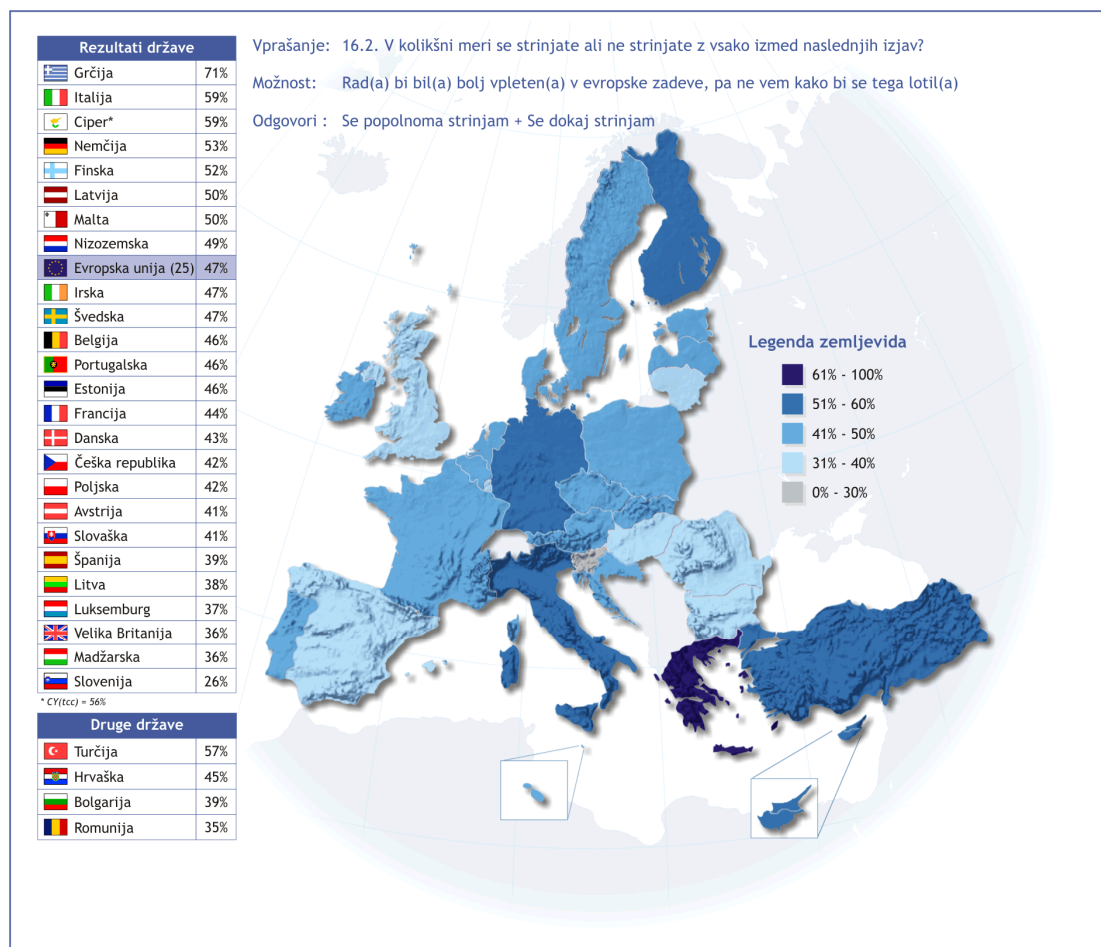 Rezultati države
Grčija 71%
Italija 59%
Ciper* 59%
Nemčija 53%
Finska 52%
Latvija 50%
Malta 50%
Nizozemska 49%
Evropska unija (25) 47%
Irska 47%
Švedska 47%
Belgija 46%
Portugalska 46%
Estonija 46%
Francija 44%
Danska 43%
Češka republika 42%
Poljska 42%
Avstrija 41%
Slovaška 41%
Španija 39%
Litva 38%
Luksemburg 37%
Velika Britanija 36%
Madžarska 36%
Slovenija 26%
* CY(tcc) = 56%
Druge države
Turčija 57%
Hrvaška 45%
Bolgarija 39%
Romunija 35%
Vprašanje: 16.2. V kolikšni meri se strinjate ali ne strinjate z vsako izmed naslednjih izjav?
Možnost: Rad(a) bi bil(a) bolj vpleten(a) v evropske zadeve, pa ne vem kako bi se tega lotil(a)
Odgovori : Se popolnoma strinjam + Se dokaj strinjam
Legenda zemljevida
61% - 100%
51% - 60%
41% - 50%
31% - 40%
0% - 30%